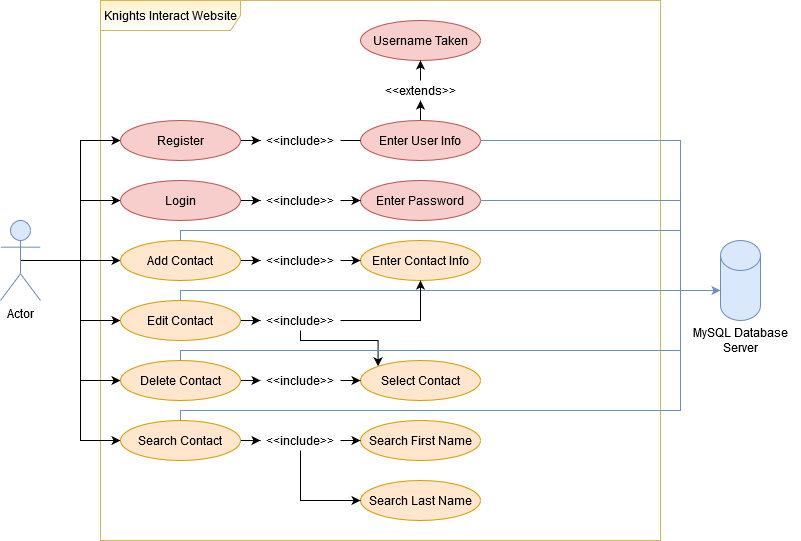 Knights Interact Website
Username Taken
<<extends>>
Register
<<include>>
Enter User Info
Login
<<include>>
Enter Password
Add Contact
<<include>>
Enter Contact Info
Actor
Edit Contact
<<include>>
MySQL Database
Server
Delete Contact
<<include>>
Select Contact
Search Contact
<<include>>
Search First Name
Search Last Name